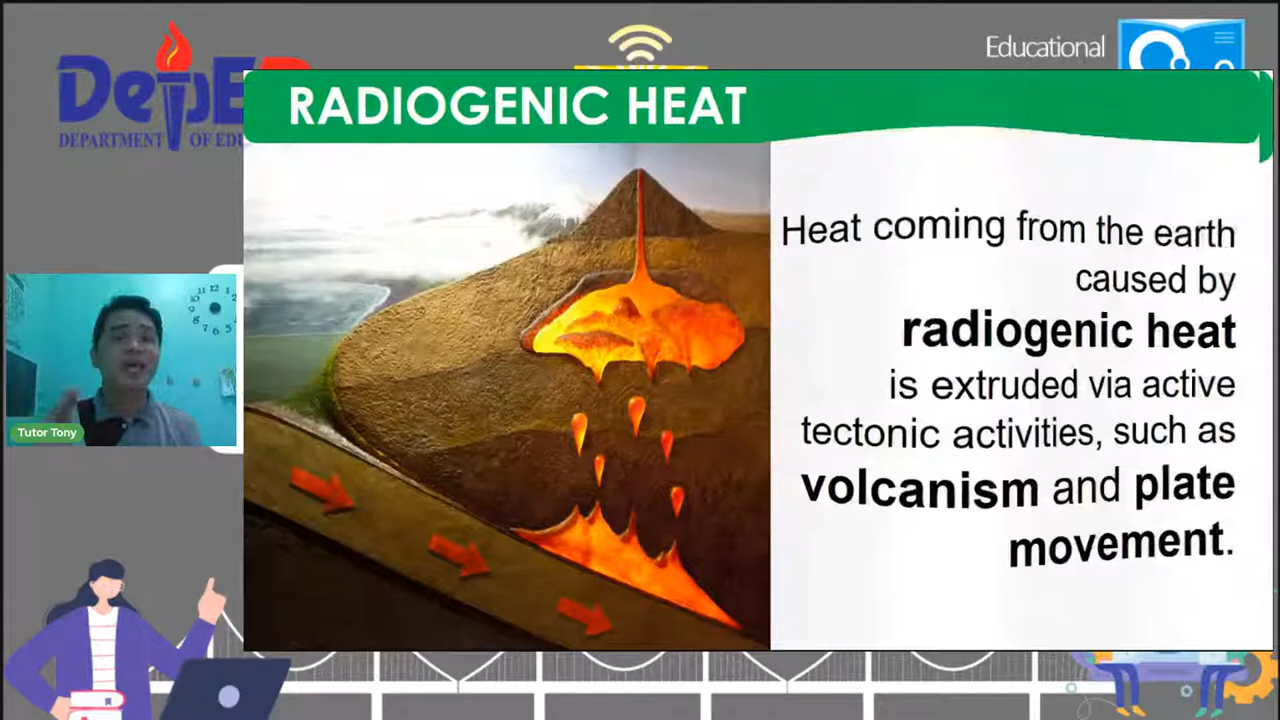 DepE
DEPARTMENT OF EDU
Educational
RADIOGENIC HEAT
Heat coming from the earth
caused by
radiogenic heat
is extruded via active
tectonic activities, such as
volcanism and plate
movement.
Tutor Tony